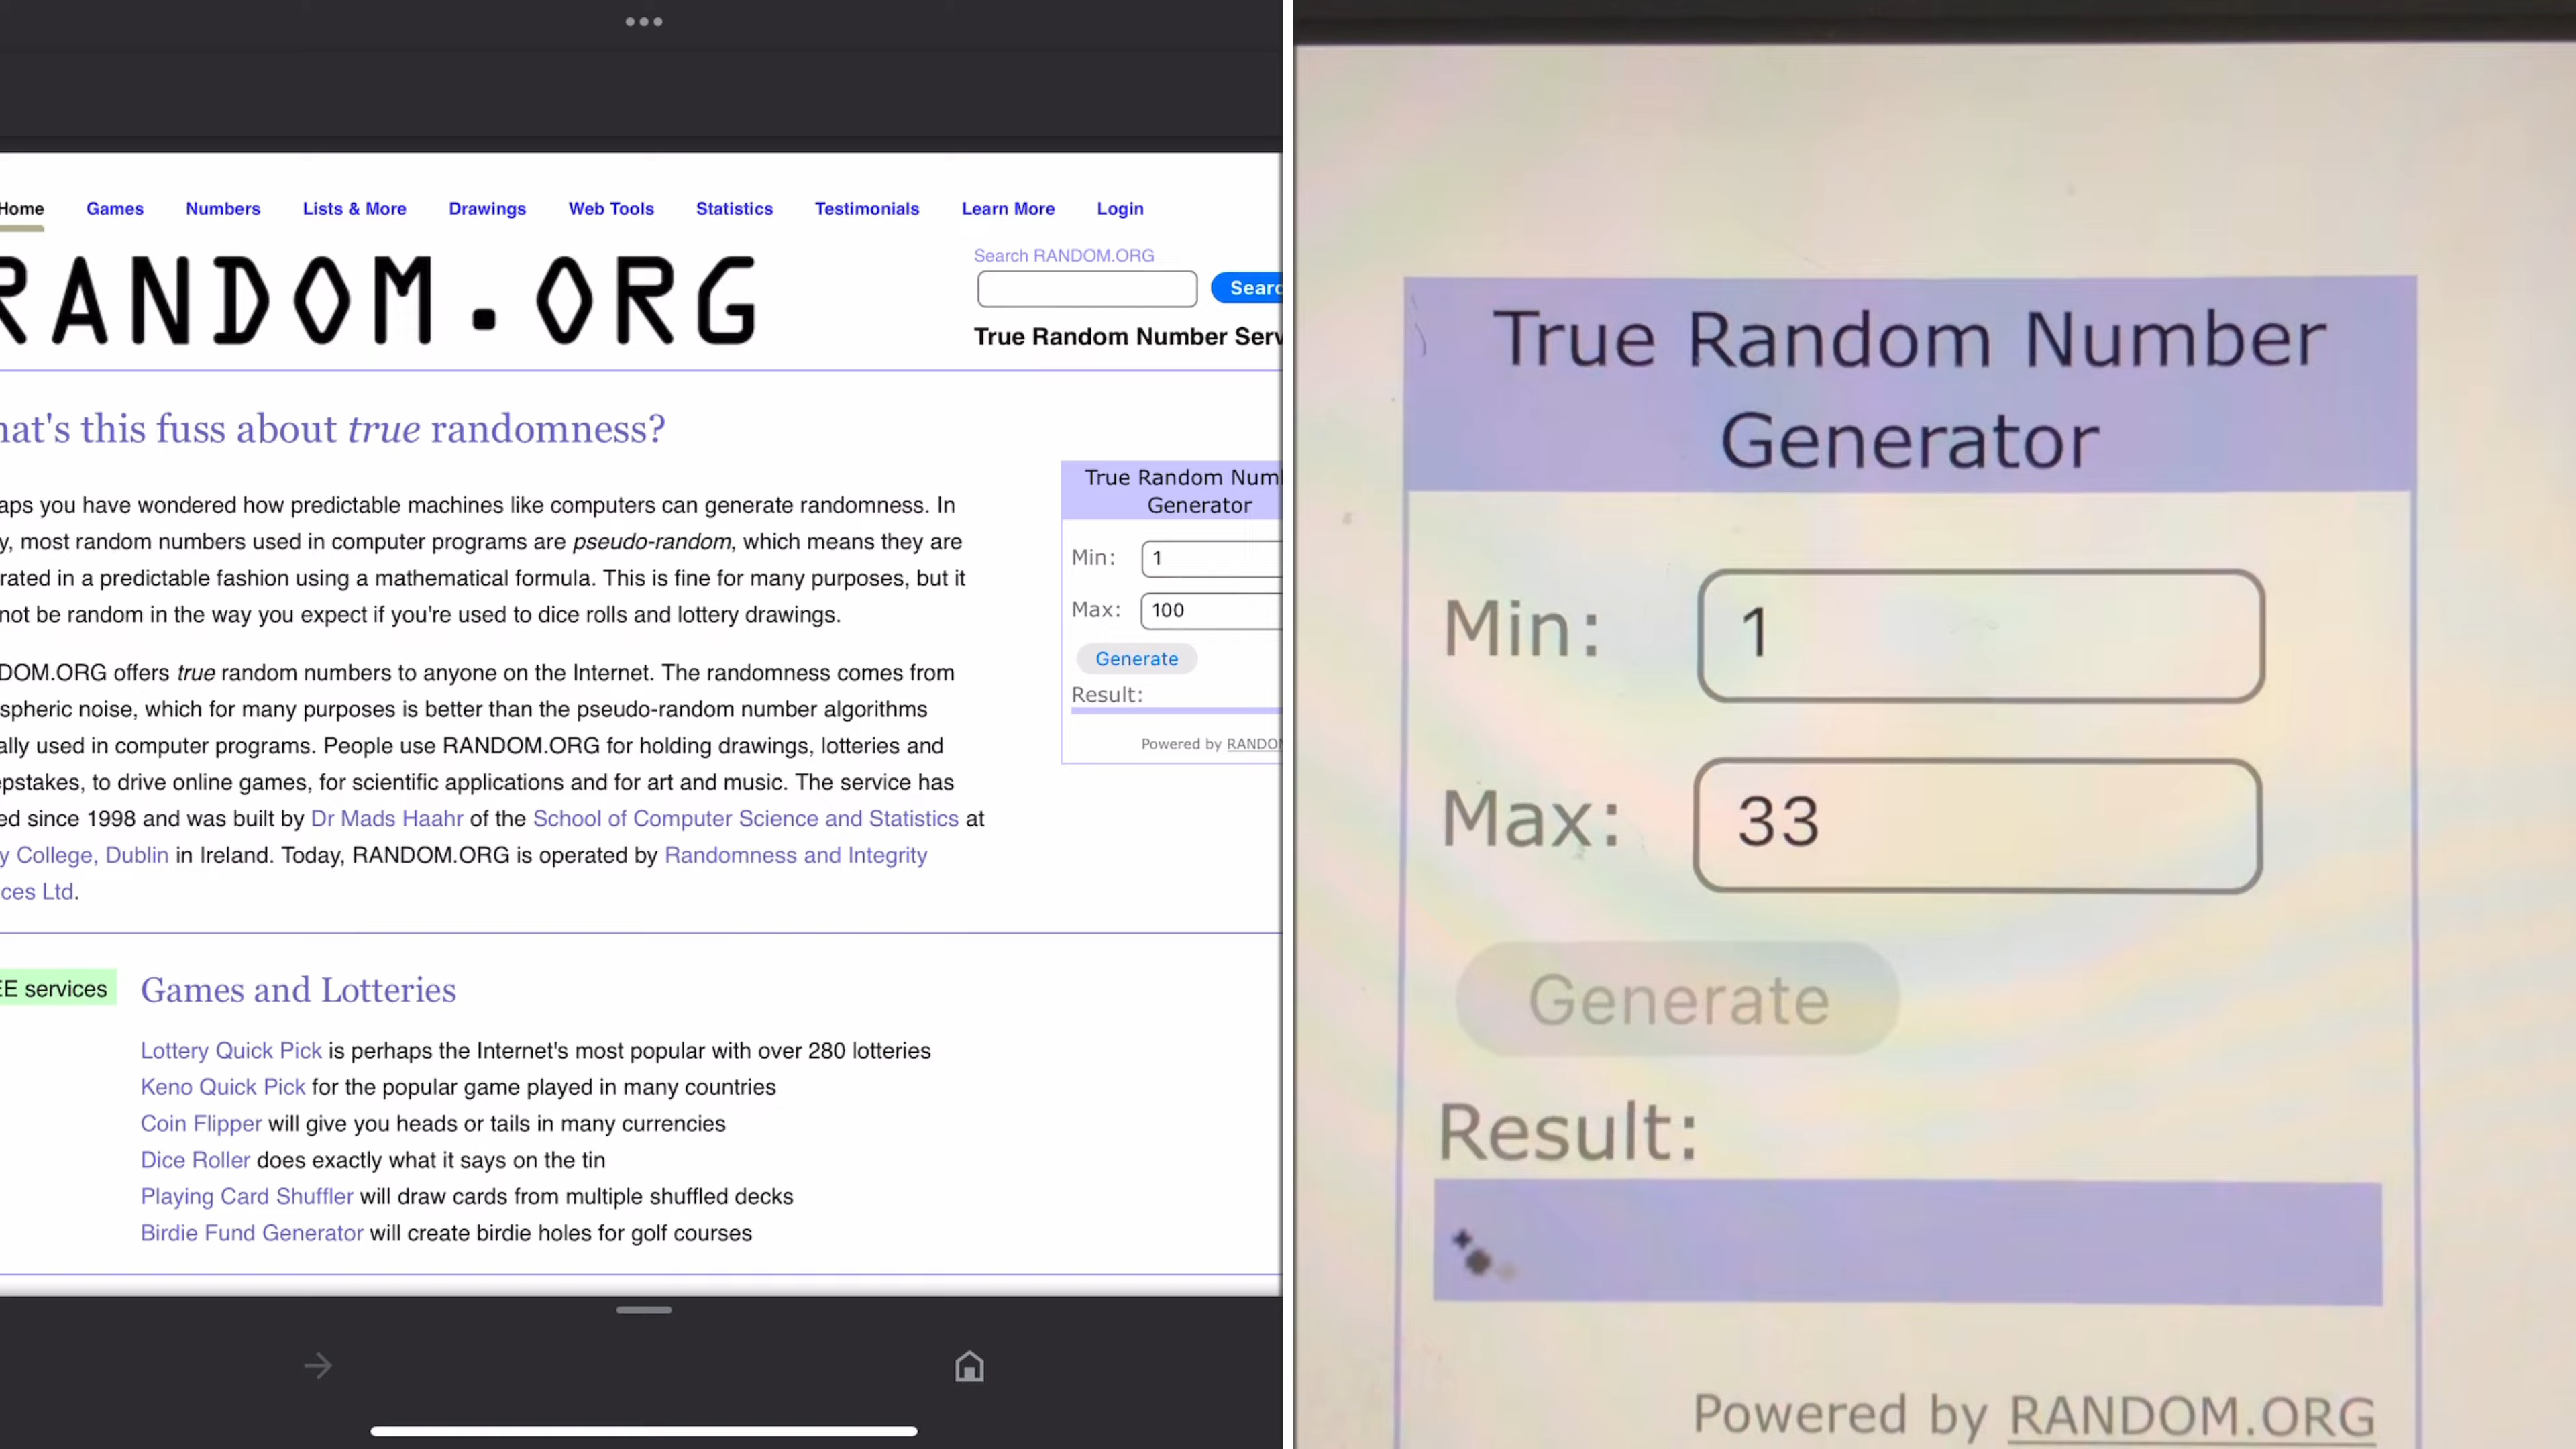 Home Games Numbers Lists & More Drawings Web Tools Statistics Testimonials Learn More Login
RANDOM.ORG
Search RANDOM.ORG
True Random Number
hat's this fuss about true randomness?
aps you have wondered how predictable machines like computers can generate randomness. In
y, most random numbers used in computer programs are pseudo-random, which means they are
rated in a predictable fashion using a mathematical formula. This is fine for many purposes, but it
not be random in the way you expect if you're used to dice rolls and lottery drawings.
DOM.ORG offers true random numbers to anyone on the Internet. The randomness comes from
spheric noise, which for many purposes is better than the pseudo-random number algorithms
ally used in computer programs. People use RANDOM.ORG for holding drawings, lotteries and
pstakes, to drive online games, for scientific applications and for art and music. The service has
ed since 1998 and was built by Dr Mads Haahr of the School of Computer Science and Statistics at
y College, Dublin in Ireland. Today, RANDOM.ORG is operated by Randomness and Integrity
ces Ltd.
True Random Num
Generator
Min: 1
Max: 100
Generate
Result:
Powered by RANDO
EE services
Games and Lotteries
Lottery Quick Pick is perhaps the Internet's most popular with over 280 lotteries
Keno Quick Pick for the popular game played in many countries
Coin Flipper will give you heads or tails in many currencies
Dice Roller does exactly what it says on the tin
Playing Card Shuffler will draw cards from multiple shuffled decks
Birdie Fund Generator will create birdie holes for golf courses
True Random Number
Generator
Min: 1
Max: 33
Generate
Result:
Powered by RANDOM.ORG